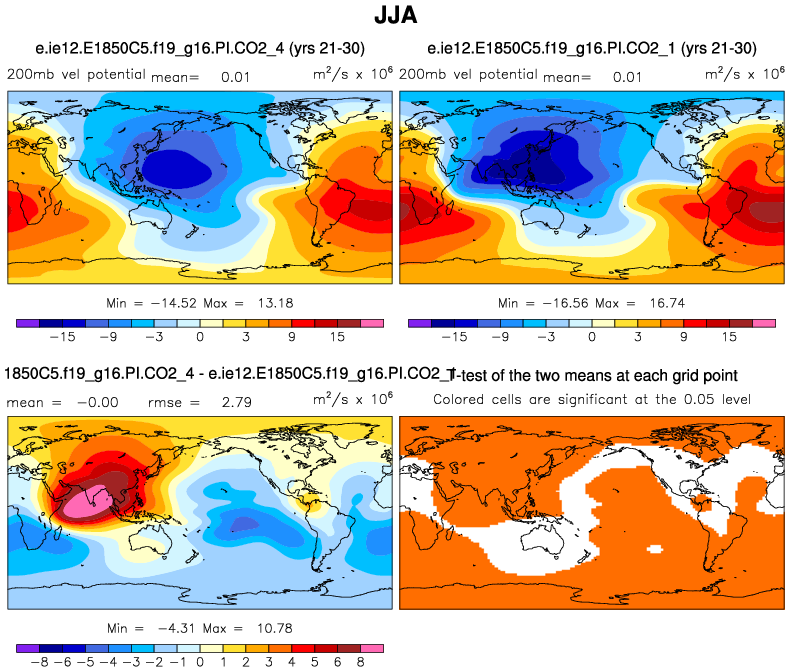 JJA
e.ie12.E1850C5.f19_g16.PI.CO2_4 (yrs 21-30)
200mb vel potential mean= 0.01 m²/s x 10⁶
Min = −14.52 Max = 13.18
−15 −9 −3 0 3 9 15
e.ie12.E1850C5.f19_g16.PI.CO2_1 (yrs 21-30)
200mb vel potential mean= 0.01 m²/s x 10⁶
Min = −16.56 Max = 16.74
−15 −9 −3 0 3 9 15
1850C5.f19_g16.PI.CO2_4 - e.ie12.E1850C5.f19_g16.PI.CO2_1
mean = −0.00 rmse = 2.79 m²/s x 10⁶
Min = −4.31 Max = 10.78
−8 −6 −5 −4 −3 −2 −1 0 1 2 3 4 5 6 8
T-test of the two means at each grid point
Colored cells are significant at the 0.05 level